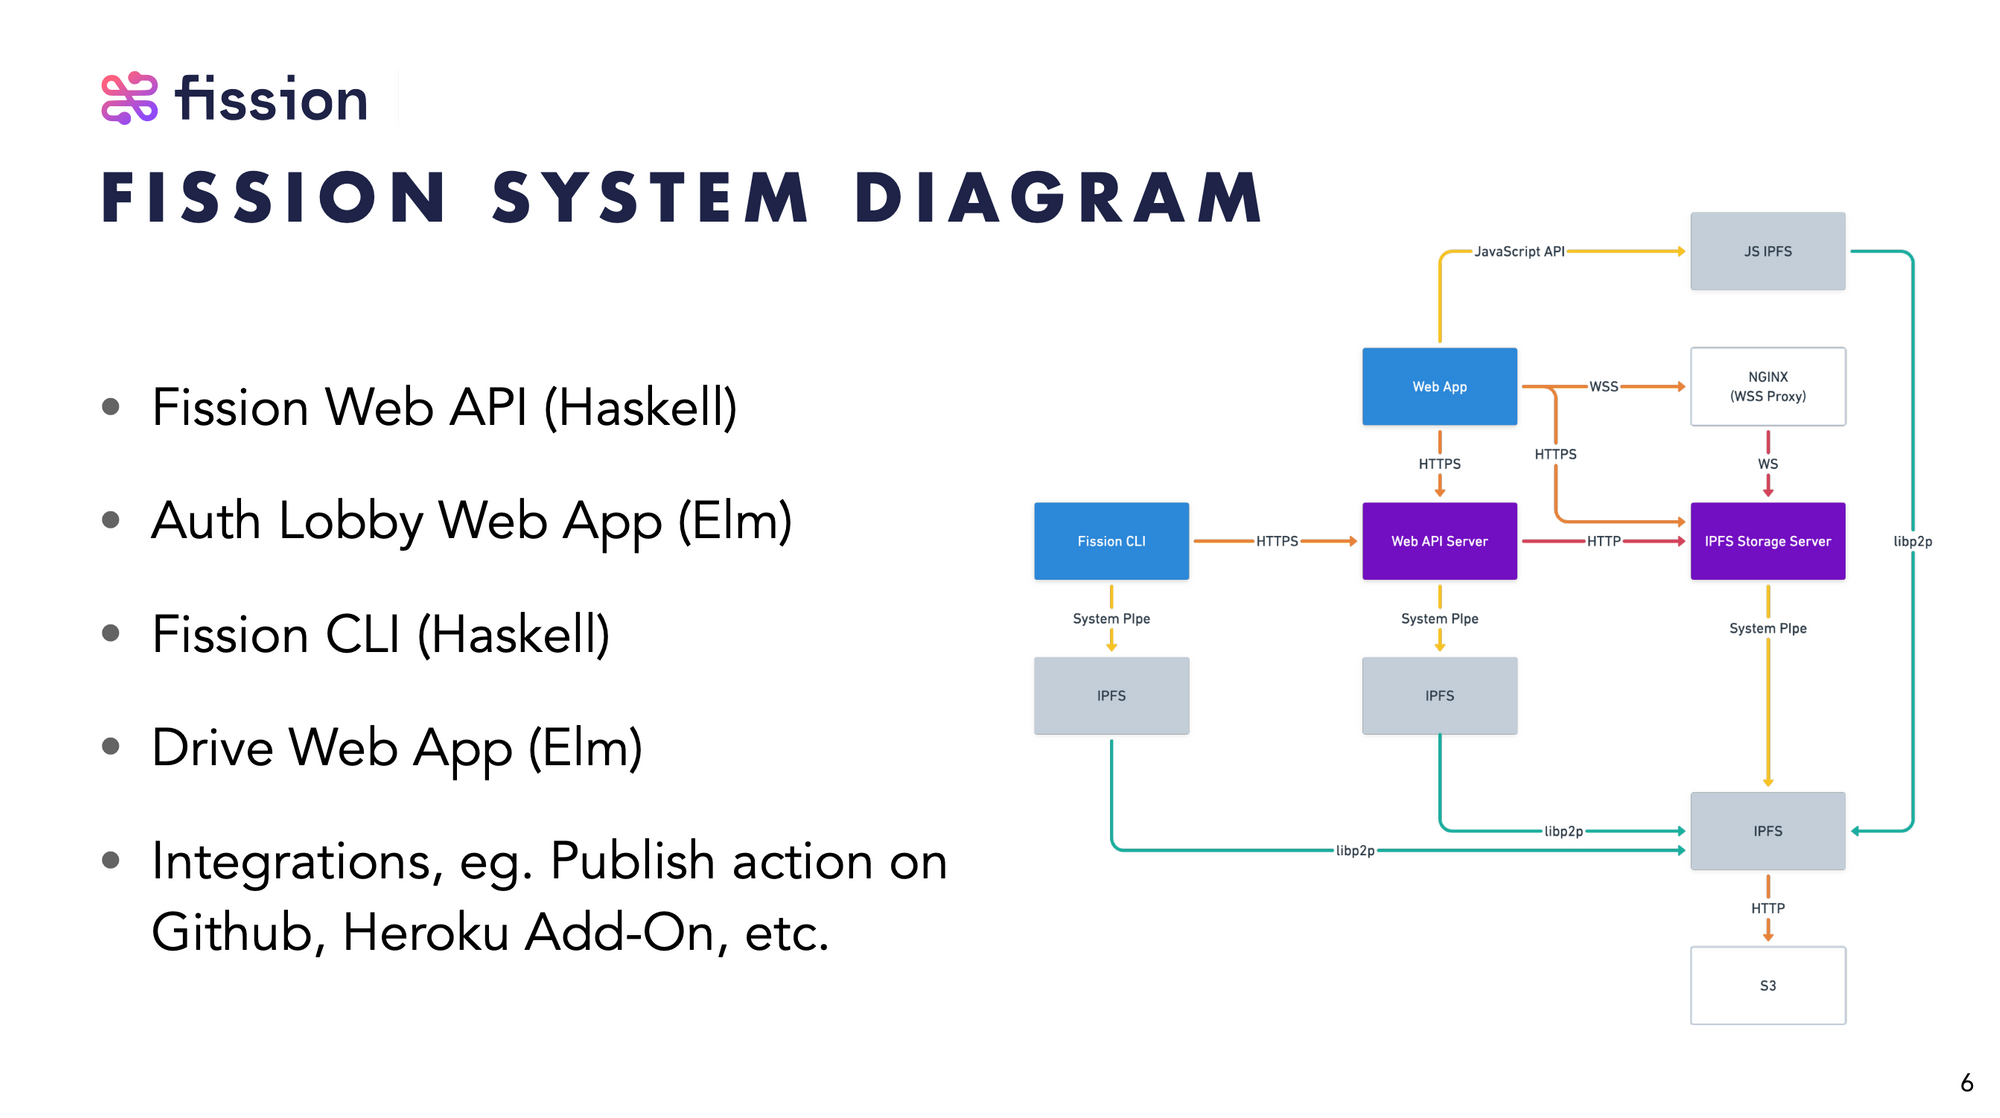 fission
FISSION SYSTEM DIAGRAM
• Fission Web API (Haskell)
• Auth Lobby Web App (Elm)
• Fission CLI (Haskell)
• Drive Web App (Elm)
• Integrations, eg. Publish action on
Github, Heroku Add-On, etc.
JavaScript API
JS IPFS
Web App
WSS
NGINX
(WSS Proxy)
HTTPS
HTTPS
WS
Fission CLI
HTTPS
Web API Server
HTTP
IPFS Storage Server
libp2p
System PIpe
System PIpe
System PIpe
IPFS
IPFS
libp2p
IPFS
libp2p
HTTP
S3
6